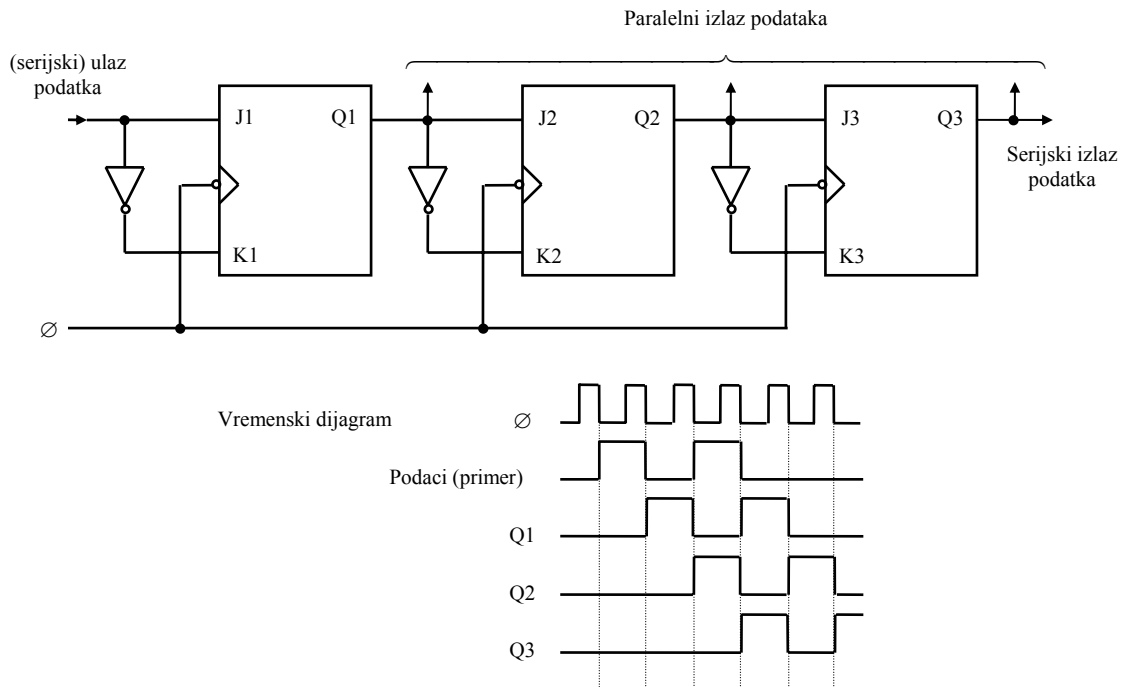 Paralelni izlaz podataka
(serijski) ulaz
podatka
J1 Q1 J2 Q2 J3 Q3
Serijski izlaz
podatka
K1 K2 K3
∅
Vremenski dijagram ∅
Podaci (primer)
Q1
Q2
Q3